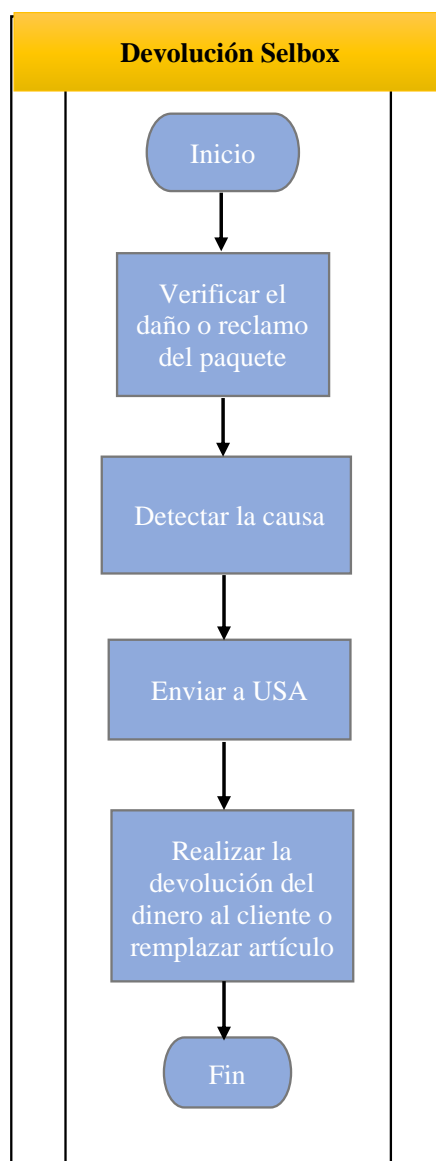 Devolución Selbox
Inicio
Verificar el
daño o reclamo
del paquete
Detectar la causa
Enviar a USA
Realizar la
devolución del
dinero al cliente o
remplazar artículo
Fin